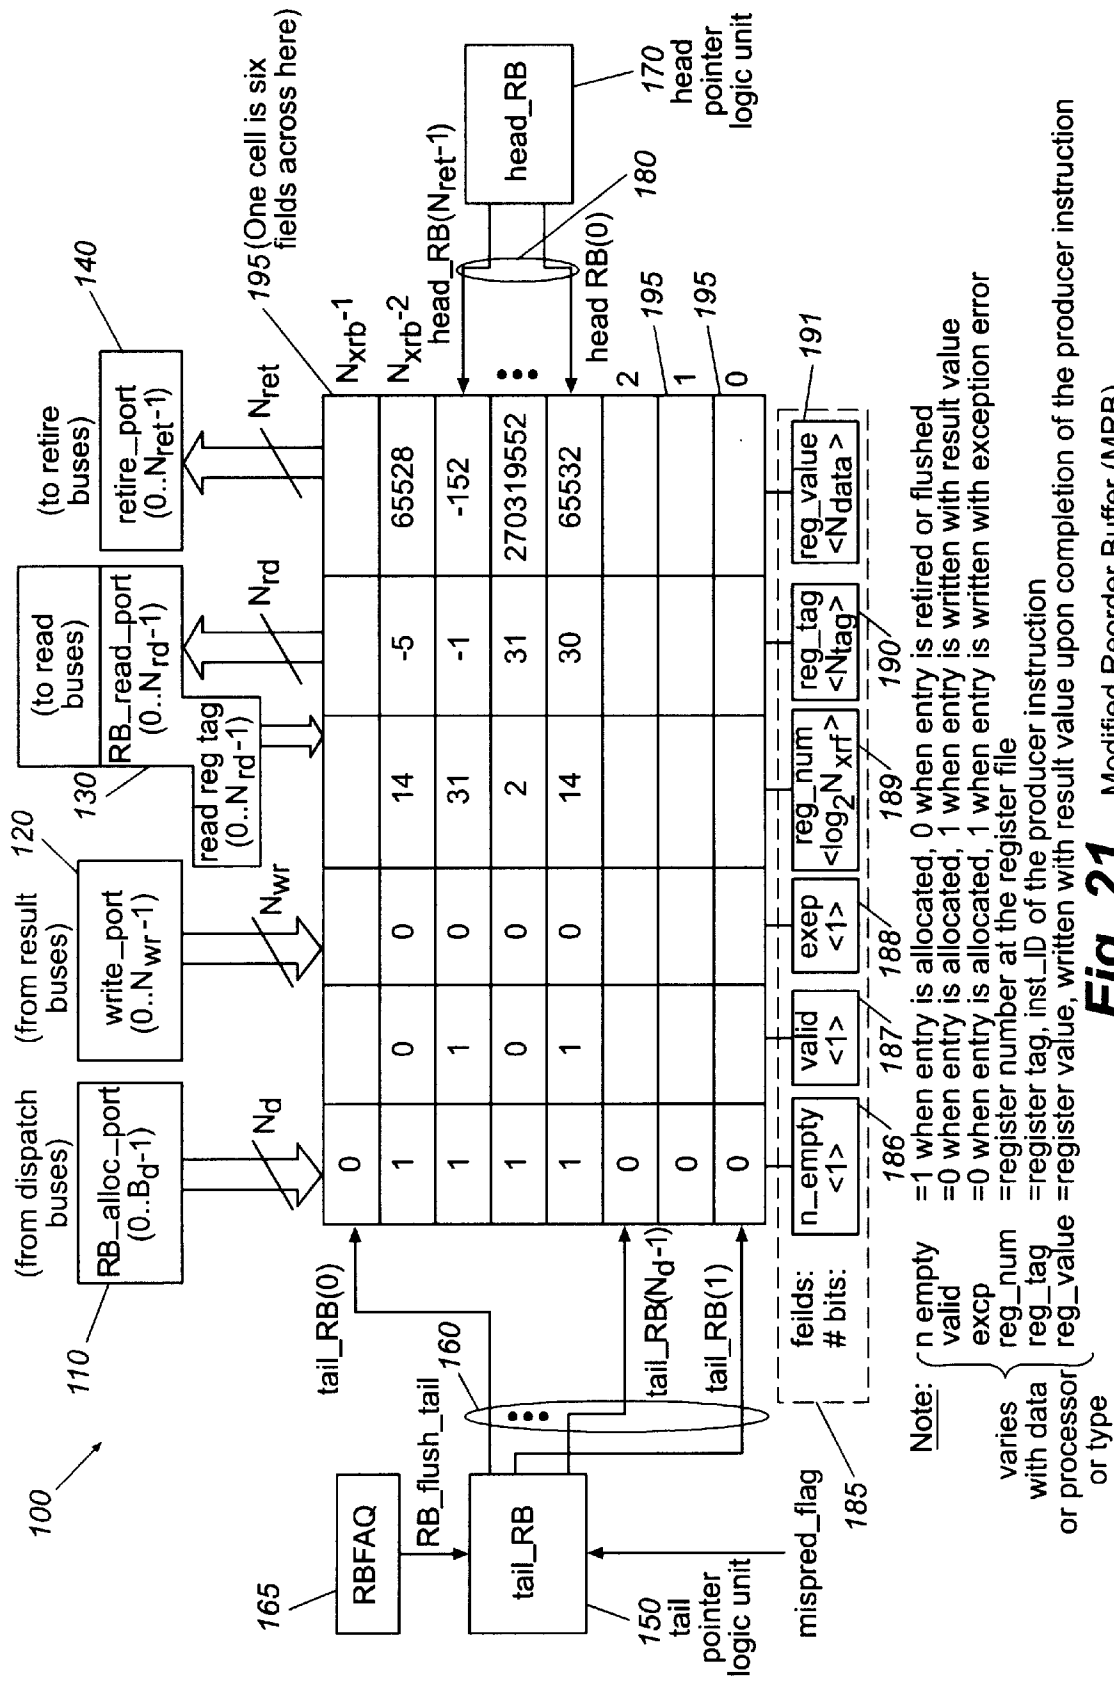 100
(from dispatch
buses)
(from result
buses)
(to read
buses)
(to retire
buses)
110
RB_alloc_port
(0..Bd-1)
120
write_port
(0..Nwr-1)
130
RB_read_port
(0..Nrd-1)
read reg tag
(0..Nrd-1)
140
retire_port
(0..Nret-1)
Nd
Nwr
Nrd
Nret
195 (One cell is six
fields across here)
165
RBFAQ
RB_flush_tail
tail_RB
150
tail
pointer
logic unit
mispred_flag
160
tail_RB(0)
tail_RB(Nd-1)
tail_RB(1)
0 Nxrb-1
1 0 0 14 -5 65528 Nxrb-2
1 1 0 31 -1 -152
1 0 0 2 31 270319552
1 1 0 14 30 65532
0 2
0 1
0 0
head_RB(Nret-1)
head RB(0)
180
head_RB
170
head
pointer
logic unit
195
195
feilds:
# bits:
n_empty
<1>
valid
<1>
exep
<1>
reg_num
<log2Nxrf>
reg_tag
<Ntag>
reg_value
<Ndata>
185
186
187
188
189
190
191
Note:
n empty =1 when entry is allocated, 0 when entry is retired or flushed
valid =0 when entry is allocated, 1 when entry is written with result value
excp =0 when entry is allocated, 1 when entry is written with exception error
reg_num =register number at the register file
reg_tag =register tag, inst_ID of the producer instruction
reg_value =register value, written with result value upon completion of the producer instruction
varies
with data
or processor
or type
Fig. 21
Modified Reorder Buffer (MRB)